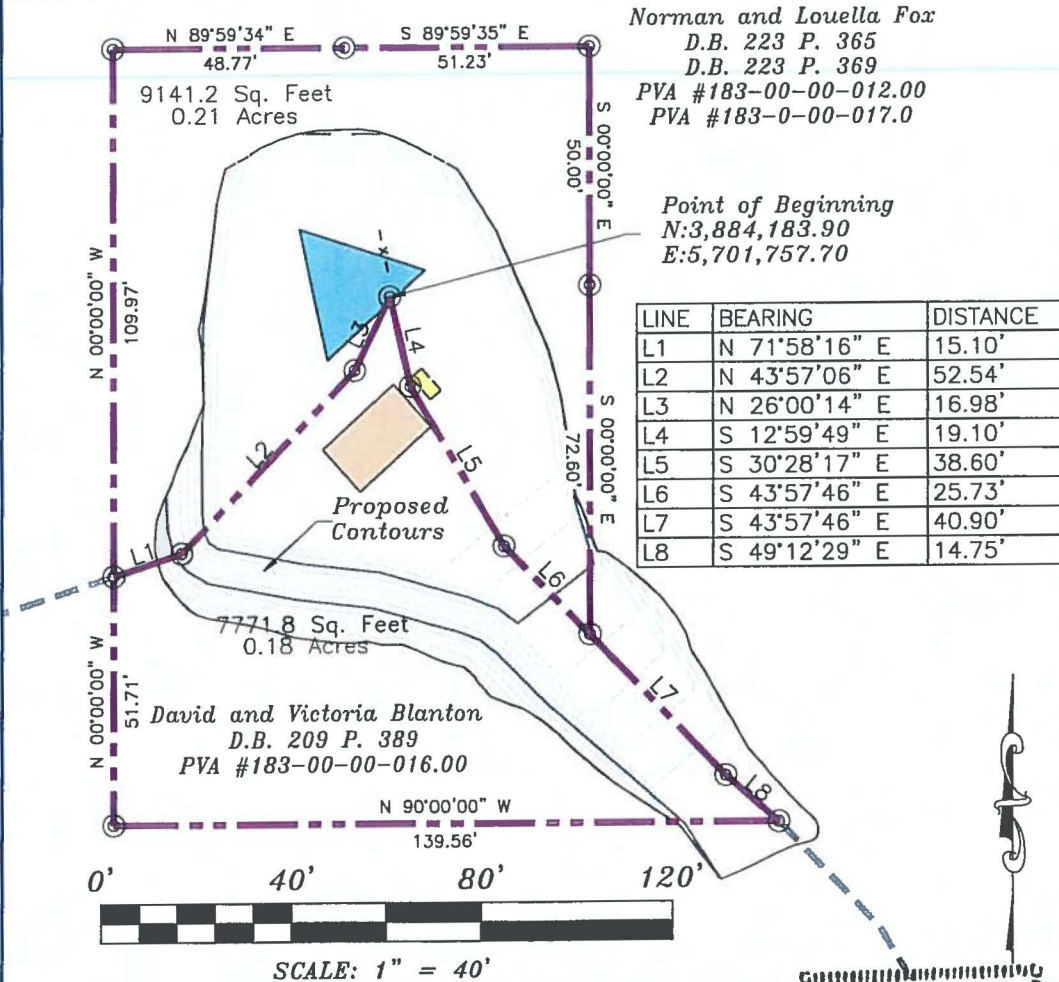 N 89°59'34" E
48.77'
S 89°59'35" E
51.23'
Norman and Louella Fox
D.B. 223 P. 365
D.B. 223 P. 369
PVA #183-00-00-012.00
PVA #183-0-00-017.0
9141.2 Sq. Feet
0.21 Acres
S 00°00'00" E
50.00'
Point of Beginning
N:3,884,183.90
E:5,701,757.70
N 00°00'00" W
109.97'
x
L3
L4
L2
L5
S 00°00'00" E
72.60'
LINE BEARING DISTANCE
L1 N 71°58'16" E 15.10'
L2 N 43°57'06" E 52.54'
L3 N 26°00'14" E 16.98'
L4 S 12°59'49" E 19.10'
L5 S 30°28'17" E 38.60'
L6 S 43°57'46" E 25.73'
L7 S 43°57'46" E 40.90'
L8 S 49°12'29" E 14.75'
Proposed
Contours
L1
L6
7771.8 Sq. Feet
0.18 Acres
L7
N 00°00'00" W
51.71'
David and Victoria Blanton
D.B. 209 P. 389
PVA #183-00-00-016.00
L8
N 90°00'00" W
139.56'
0' 40' 80' 120'
SCALE: 1" = 40'